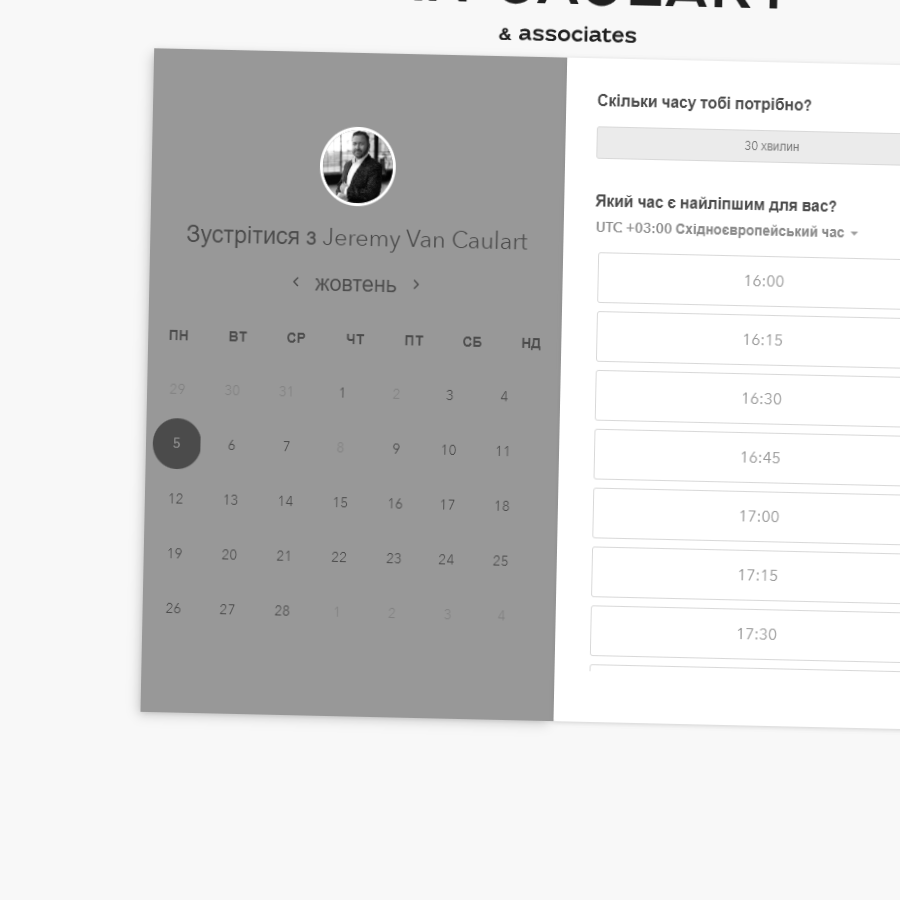 CAULART
& associates
Зустрітися з Jeremy Van Caulart
жовтень
ПН ВТ СР ЧТ ПТ СБ НД
29 30 31 1 2 3 4
5 6 7 8 9 10 11
12 13 14 15 16 17 18
19 20 21 22 23 24 25
26 27 28 1 2 3 4
Скільки часу тобі потрібно?
30 хвилин
Який час є найліпшим для вас?
UTC +03:00 Східноєвропейський час
16:00
16:15
16:30
16:45
17:00
17:15
17:30